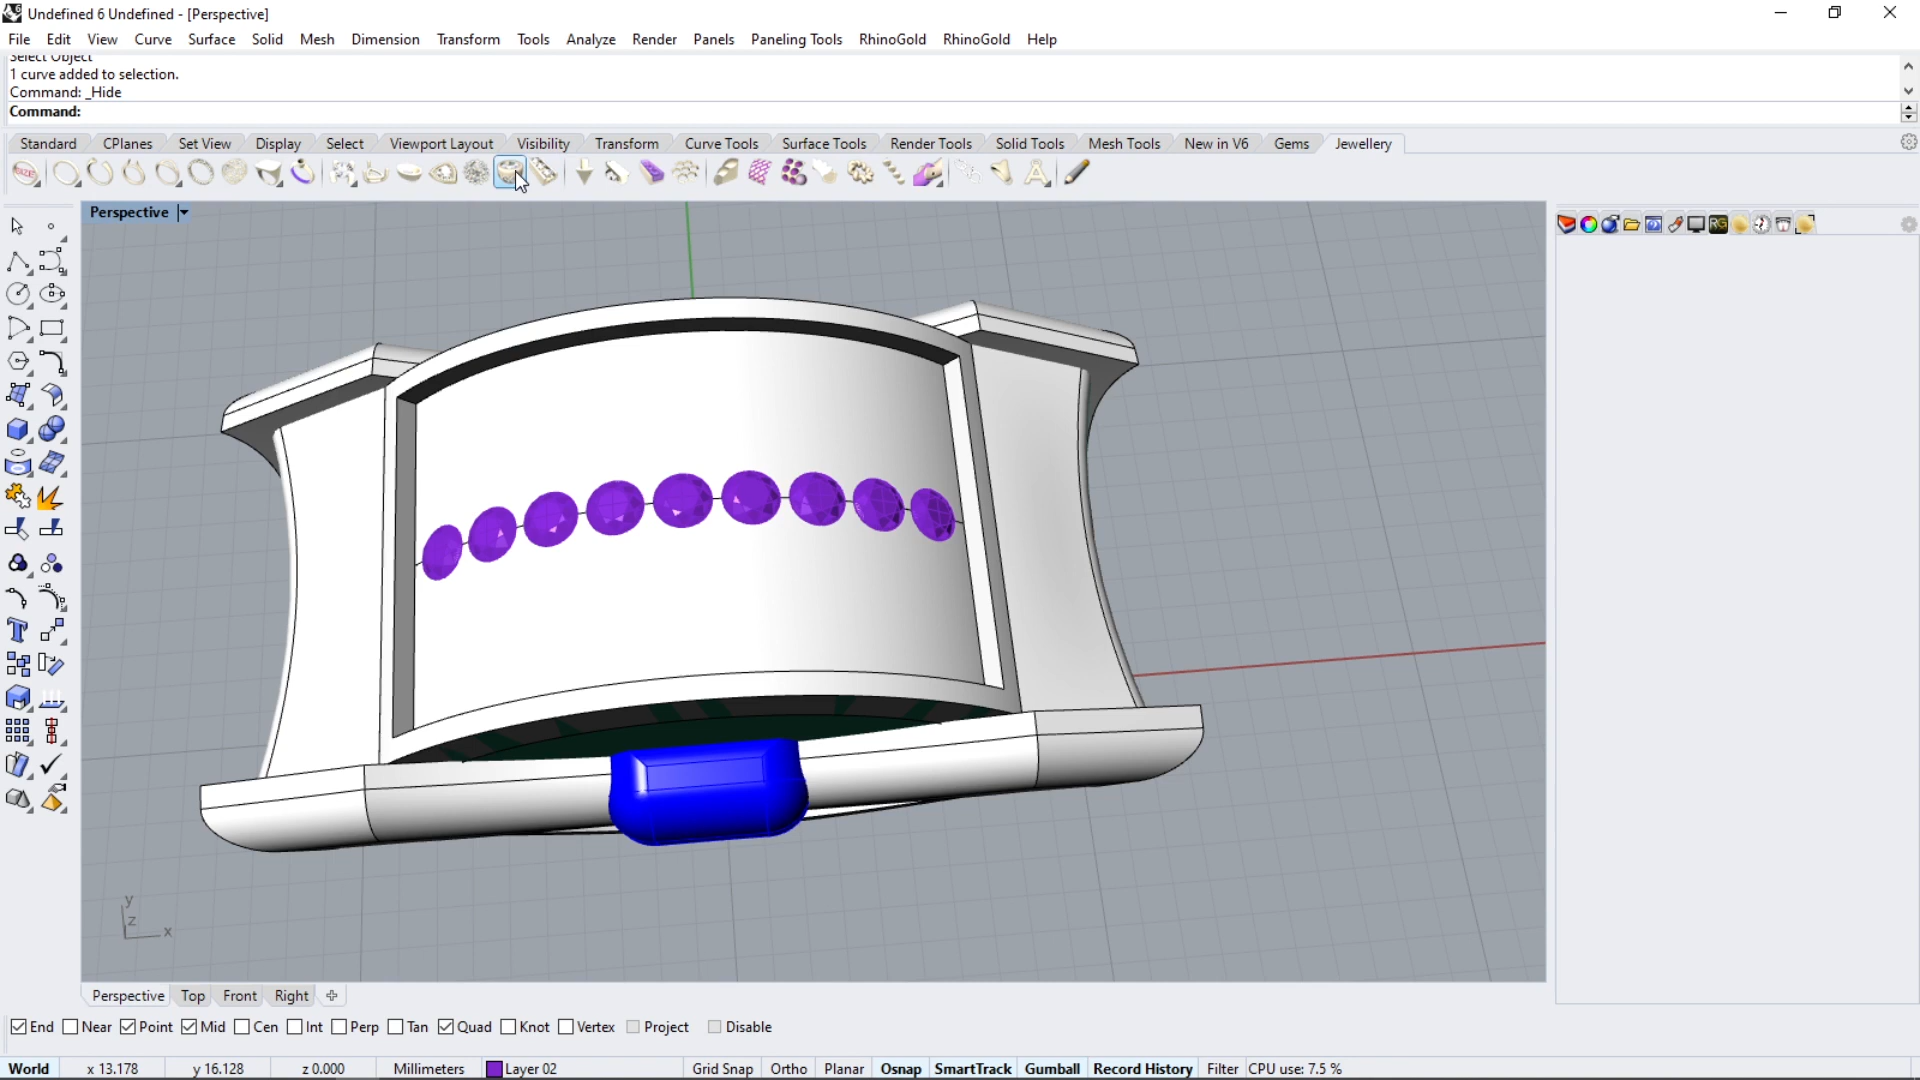 Undefined 6 Undefined - [Perspective]
File Edit View Curve Surface Solid Mesh Dimension Transform Tools Analyze Render Panels Paneling Tools RhinoGold RhinoGold Help
Select Object
1 curve added to selection.
Command: _Hide
Command:
Standard CPlanes Set View Display Select Viewport Layout Visibility Transform Curve Tools Surface Tools Render Tools Solid Tools Mesh Tools New in V6 Gems Jewellery
SIZE
Perspective
RG
T
y
z
x
Perspective Top Front Right
End Near Point Mid Cen Int Perp Tan Quad Knot Vertex Project Disable
World x 13.178 y 16.128 z 0.000 Millimeters Layer 02 Grid Snap Ortho Planar Osnap SmartTrack Gumball Record History Filter CPU use: 7.5 %